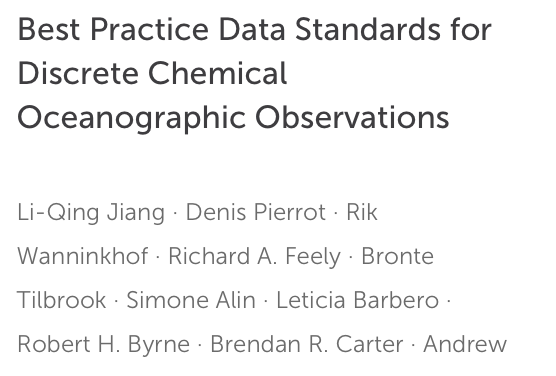 Best Practice Data Standards for
Discrete Chemical
Oceanographic Observations
Li-Qing Jiang · Denis Pierrot · Rik
Wanninkhof · Richard A. Feely · Bronte
Tilbrook · Simone Alin · Leticia Barbero ·
Robert H. Byrne · Brendan R. Carter · Andrew